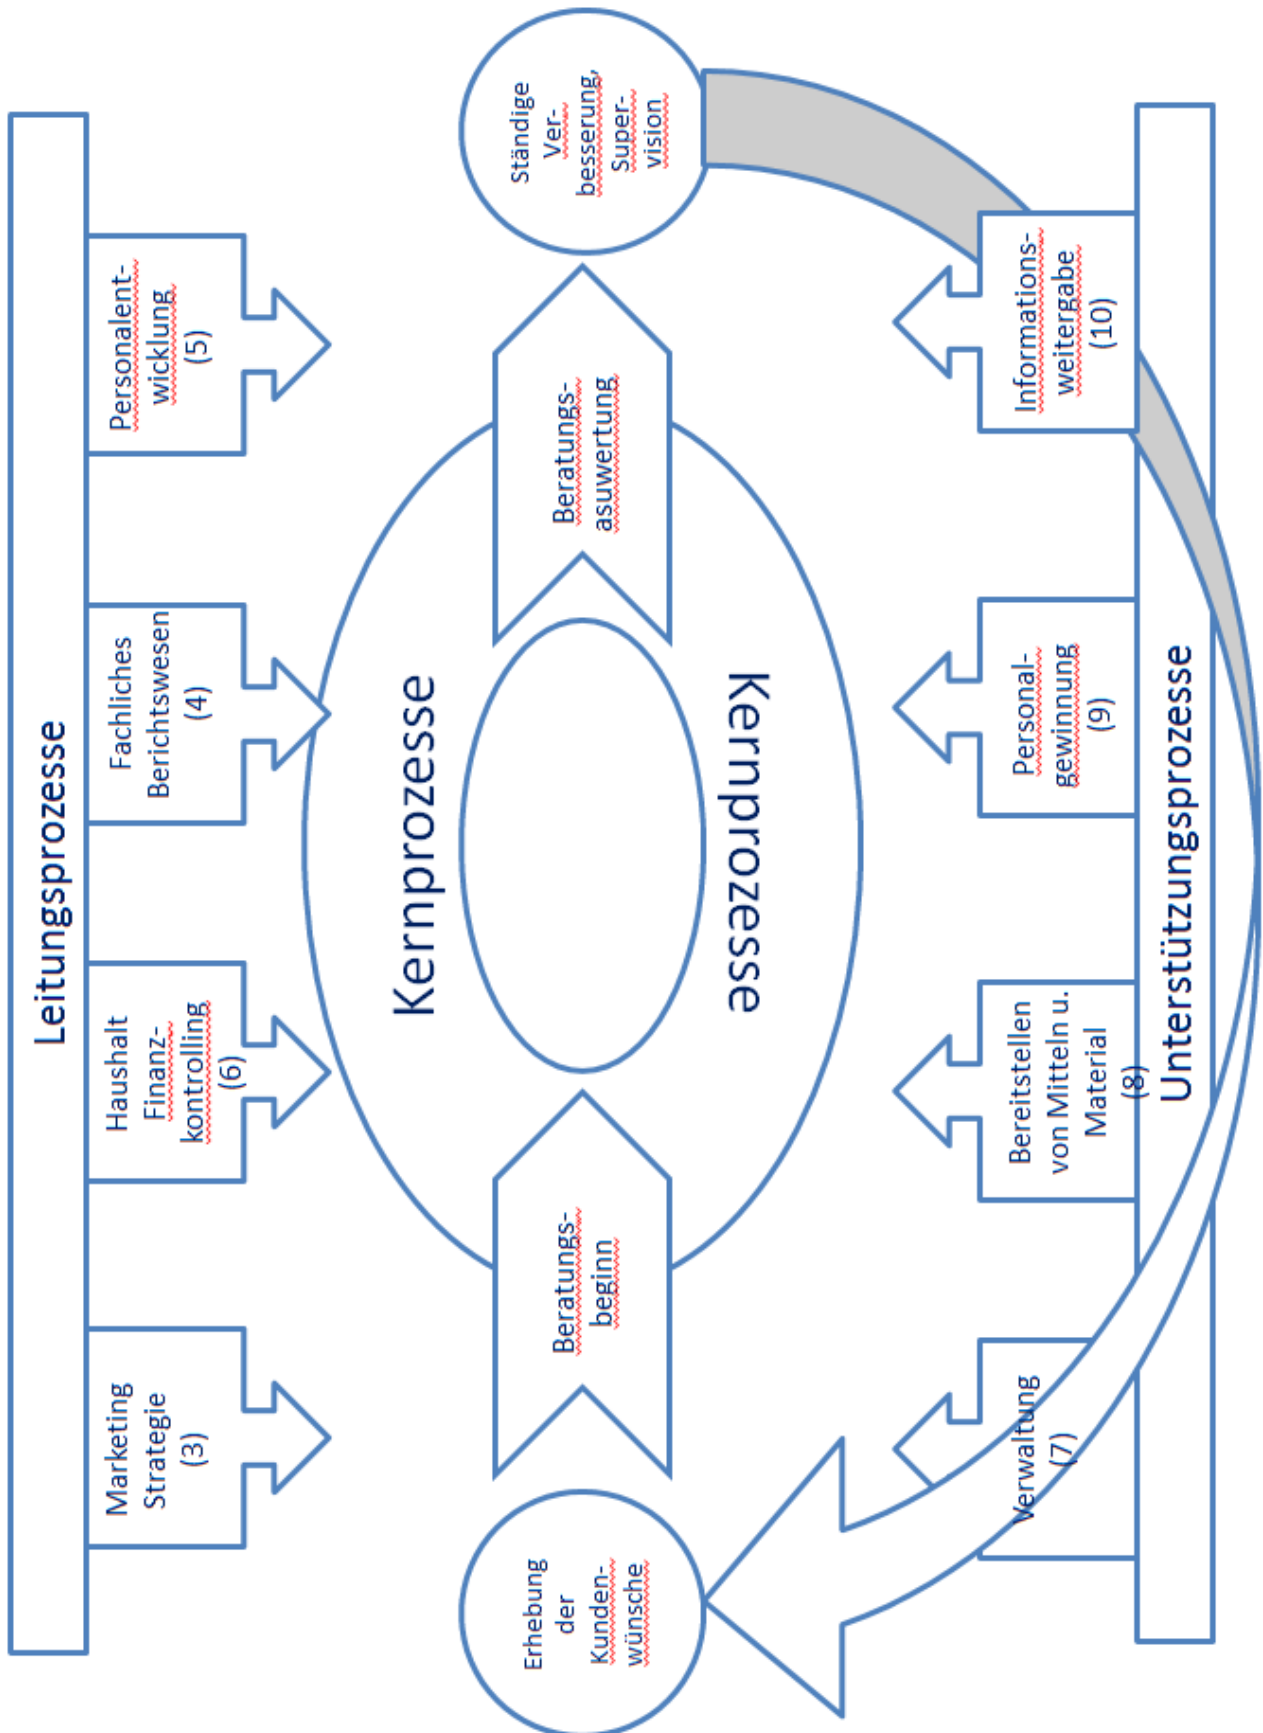 Leitungsprozesse
Marketing
Strategie
(3)
Haushalt
Finanz-
kontrolling
(6)
Fachliches
Berichtswesen
(4)
Personalent-
wicklung
(5)
Kernprozesse
Erhebung
der
Kunden-
wünsche
Beratungs-
beginn
Beratungs-
asuwertung
Ständige
Ver-
besserung,
Super-
vision
Kernprozesse
Verwaltung
(7)
Bereitstellen
von Mitteln u.
Material
(8)
Personal-
gewinnung
(9)
Informations-
weitergabe
(10)
Unterstützungsprozesse